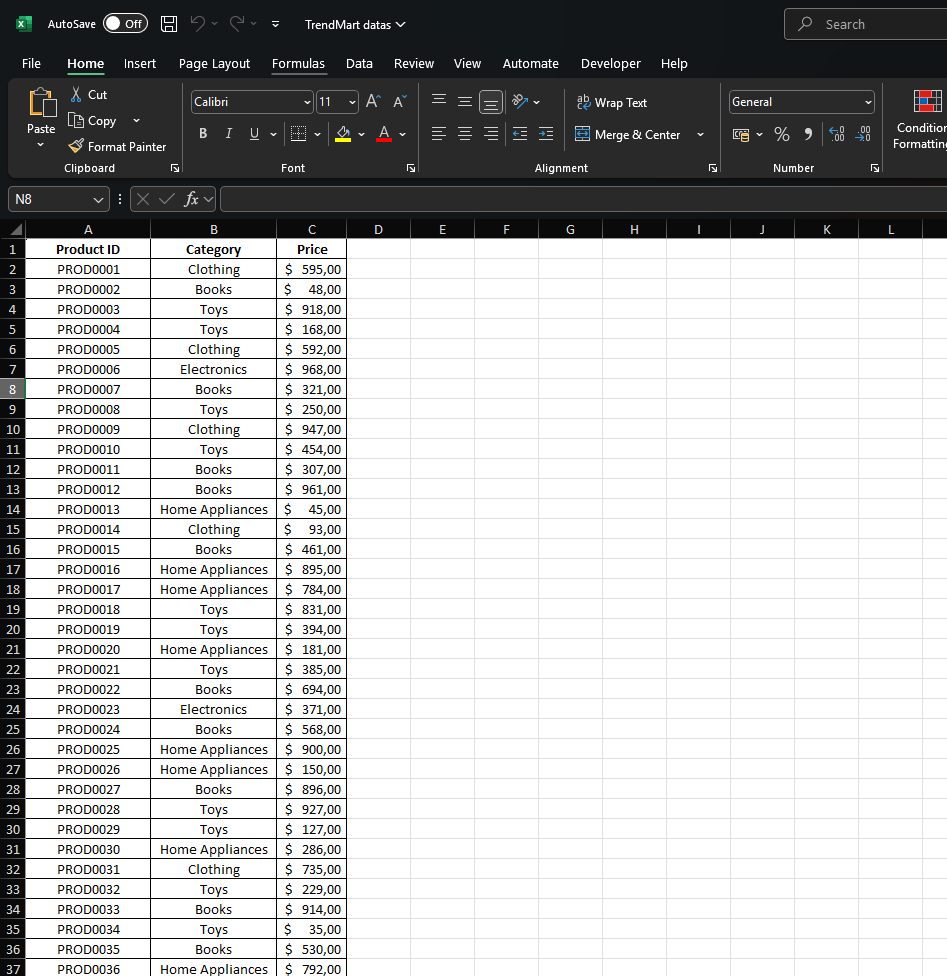 AutoSave Off TrendMart datas Search
File Home Insert Page Layout Formulas Data Review View Automate Developer Help
Paste
Cut
Copy
Format Painter
Clipboard
Calibri 11 A A
B I U A
Font
ab Wrap Text
Merge & Center
Alignment
General
% 9 .00
Number
Formatting
N8 fx
A B C D E F G H I J K L
1 Product ID Category Price
2 PROD0001 Clothing $ 595,00
3 PROD0002 Books $ 48,00
4 PROD0003 Toys $ 918,00
5 PROD0004 Toys $ 168,00
6 PROD0005 Clothing $ 592,00
7 PROD0006 Electronics $ 968,00
8 PROD0007 Books $ 321,00
9 PROD0008 Toys $ 250,00
10 PROD0009 Clothing $ 947,00
11 PROD0010 Toys $ 454,00
12 PROD0011 Books $ 307,00
13 PROD0012 Books $ 961,00
14 PROD0013 Home Appliances $ 45,00
15 PROD0014 Clothing $ 93,00
16 PROD0015 Books $ 461,00
17 PROD0016 Home Appliances $ 895,00
18 PROD0017 Home Appliances $ 784,00
19 PROD0018 Toys $ 831,00
20 PROD0019 Toys $ 394,00
21 PROD0020 Home Appliances $ 181,00
22 PROD0021 Toys $ 385,00
23 PROD0022 Books $ 694,00
24 PROD0023 Electronics $ 371,00
25 PROD0024 Books $ 568,00
26 PROD0025 Home Appliances $ 900,00
27 PROD0026 Home Appliances $ 150,00
28 PROD0027 Books $ 896,00
29 PROD0028 Toys $ 927,00
30 PROD0029 Toys $ 127,00
31 PROD0030 Home Appliances $ 286,00
32 PROD0031 Clothing $ 735,00
33 PROD0032 Toys $ 229,00
34 PROD0033 Books $ 914,00
35 PROD0034 Toys $ 35,00
36 PROD0035 Books $ 530,00
37 PROD0036 Home Appliances $ 792,00